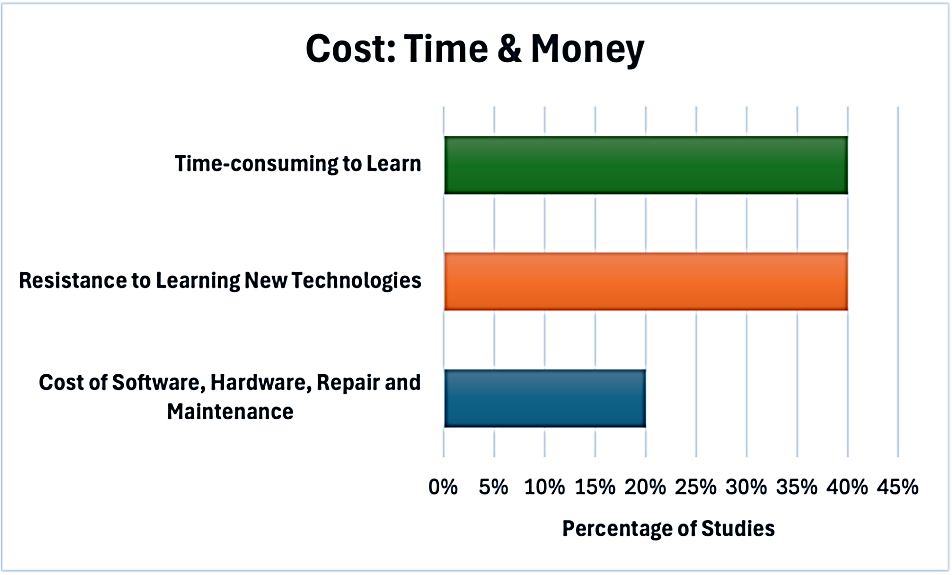 Cost: Time & Money
Time-consuming to Learn
Resistance to Learning New Technologies
Cost of Software, Hardware, Repair and
Maintenance
0% 5% 10% 15% 20% 25% 30% 35% 40% 45%
Percentage of Studies